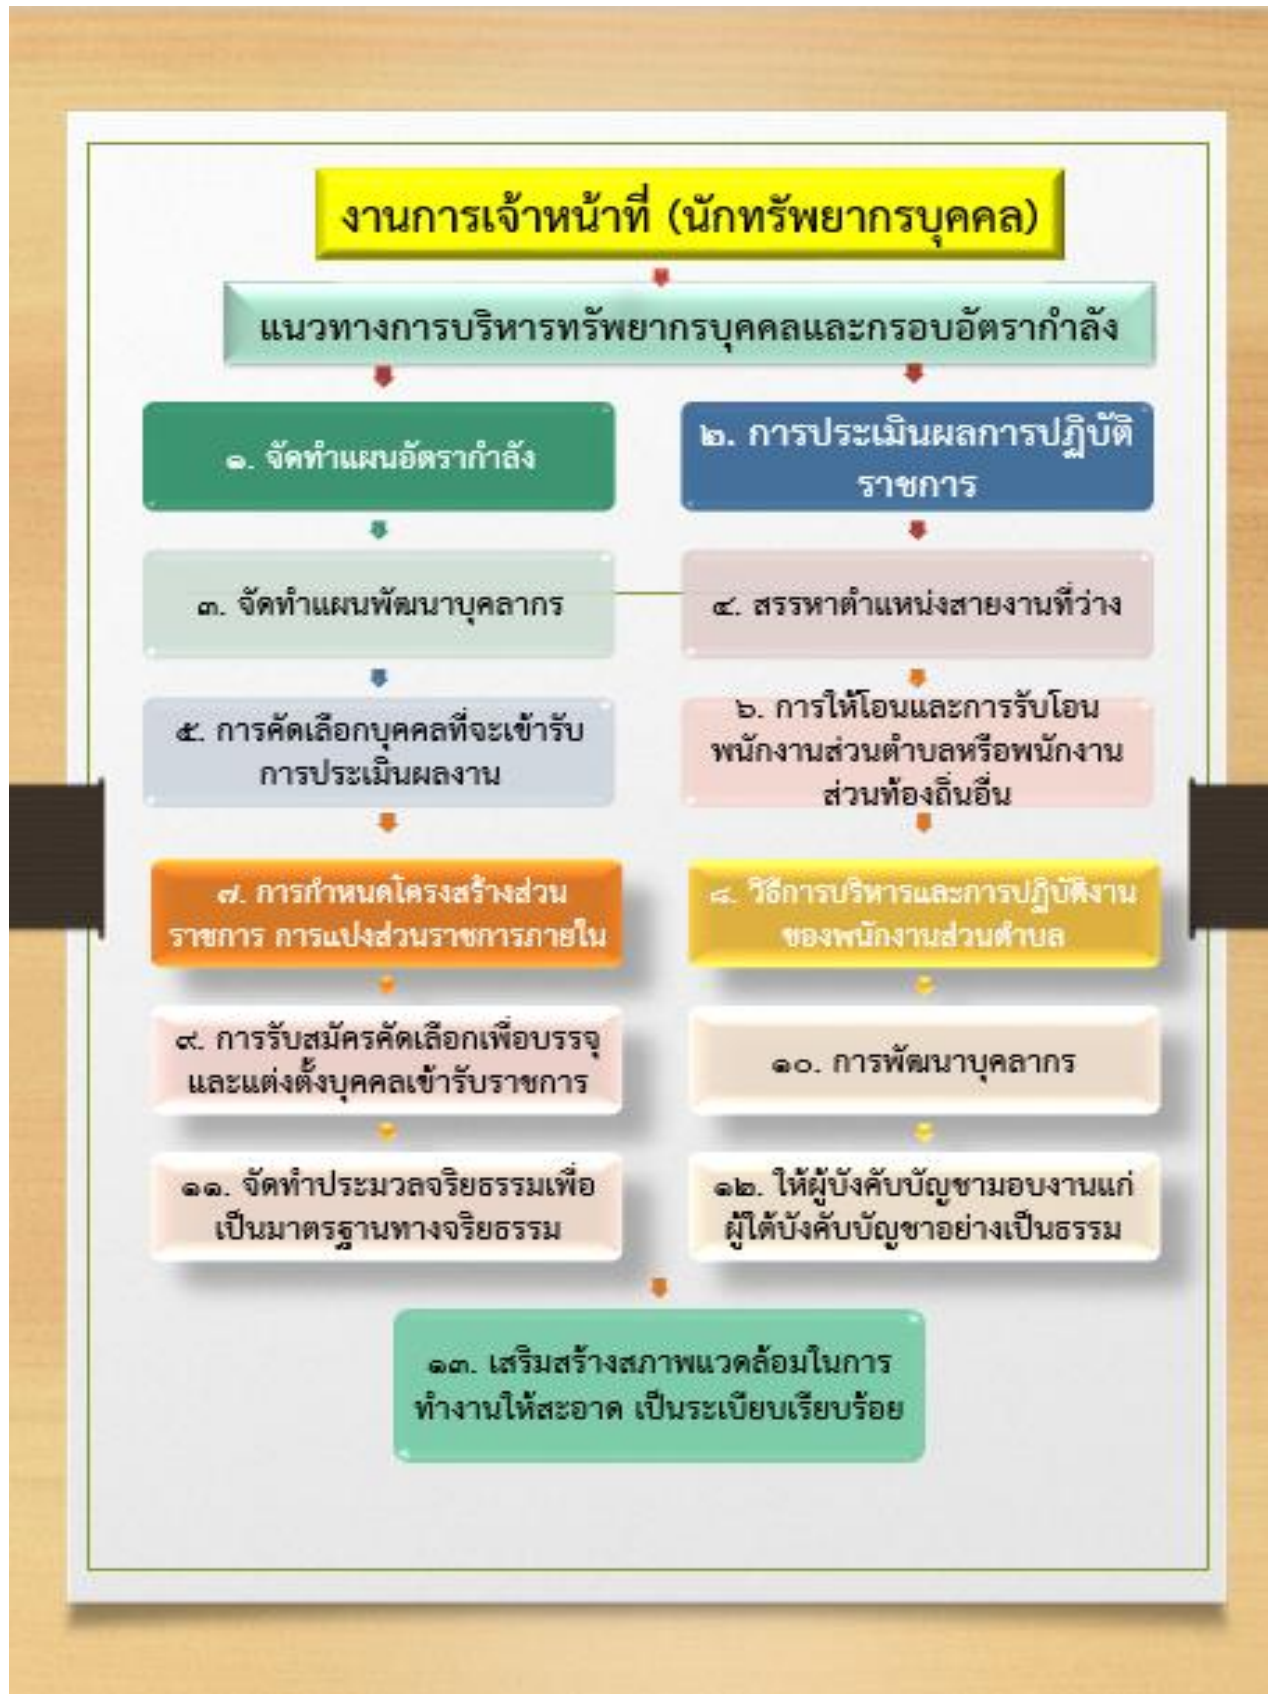 งานการเจ้าหน้าที่ (นักทรัพยากรบุคคล)
แนวทางการบริหารทรัพยากรบุคคลและกรอบอัตรากำลัง
๑. จัดทำแผนอัตรากำลัง
๒. การประเมินผลการปฏิบัติ
ราชการ
๓. จัดทำแผนพัฒนาบุคลากร
๔. สรรหาตำแหน่งสายงานที่ว่าง
๕. การคัดเลือกบุคคลที่จะเข้ารับ
การประเมินผลงาน
๖. การให้โอนและการรับโอน
พนักงานส่วนตำบลหรือพนักงาน
ส่วนท้องถิ่นอื่น
๗. การกำหนดโครงสร้างส่วน
ราชการ การแบ่งส่วนราชการภายใน
๘. วิธีการบริหารและการปฏิบัติงาน
ของพนักงานส่วนตำบล
๙. การรับสมัครคัดเลือกเพื่อบรรจุ
และแต่งตั้งบุคคลเข้ารับราชการ
๑๐. การพัฒนาบุคลากร
๑๑. จัดทำประมวลจริยธรรมเพื่อ
เป็นมาตรฐานทางจริยธรรม
๑๒. ให้ผู้บังคับบัญชามอบงานแก่
ผู้ใต้บังคับบัญชาอย่างเป็นธรรม
๑๓. เสริมสร้างสภาพแวดล้อมในการ
ทำงานให้สะอาด เป็นระเบียบเรียบร้อย